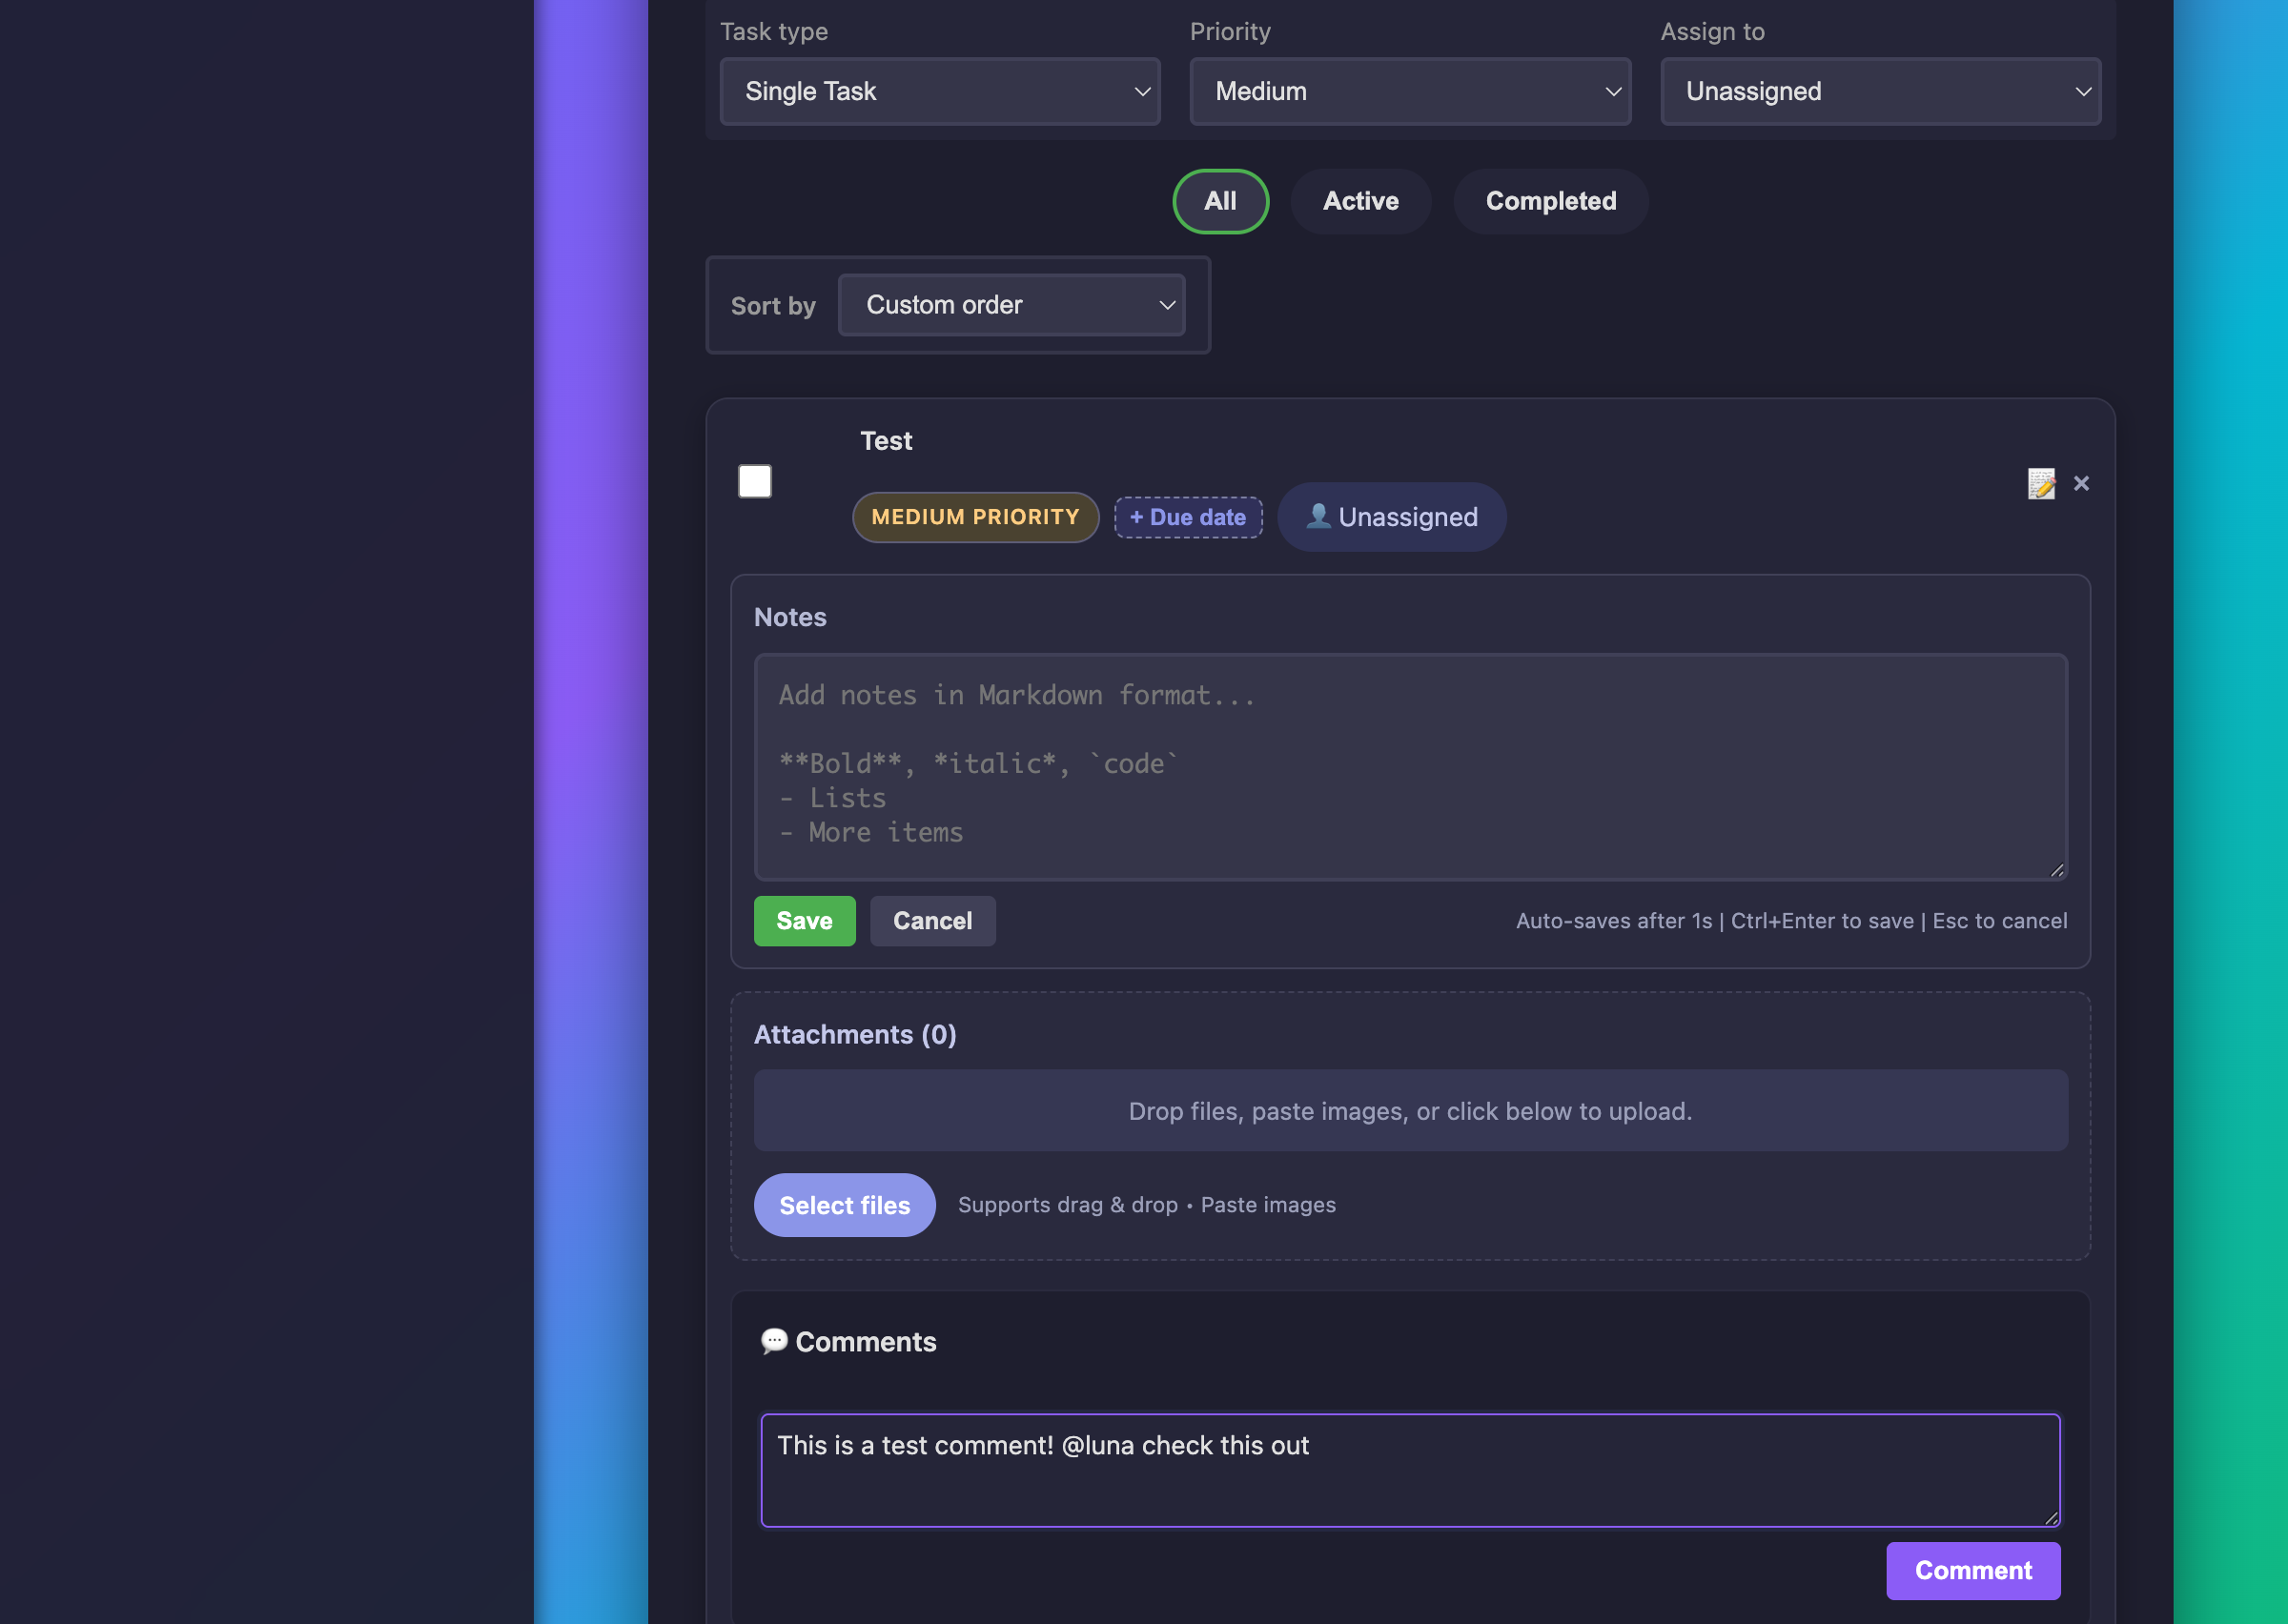 Task type Priority Assign to
Single Task Medium Unassigned
All Active Completed
Sort by Custom order
Test
MEDIUM PRIORITY + Due date Unassigned
Notes
Add notes in Markdown format...
**Bold**, *italic*, `code`
- Lists
- More items
Save Cancel Auto-saves after 1s | Ctrl+Enter to save | Esc to cancel
Attachments (0)
Drop files, paste images, or click below to upload.
Select files Supports drag & drop • Paste images
Comments
This is a test comment! @luna check this out
Comment